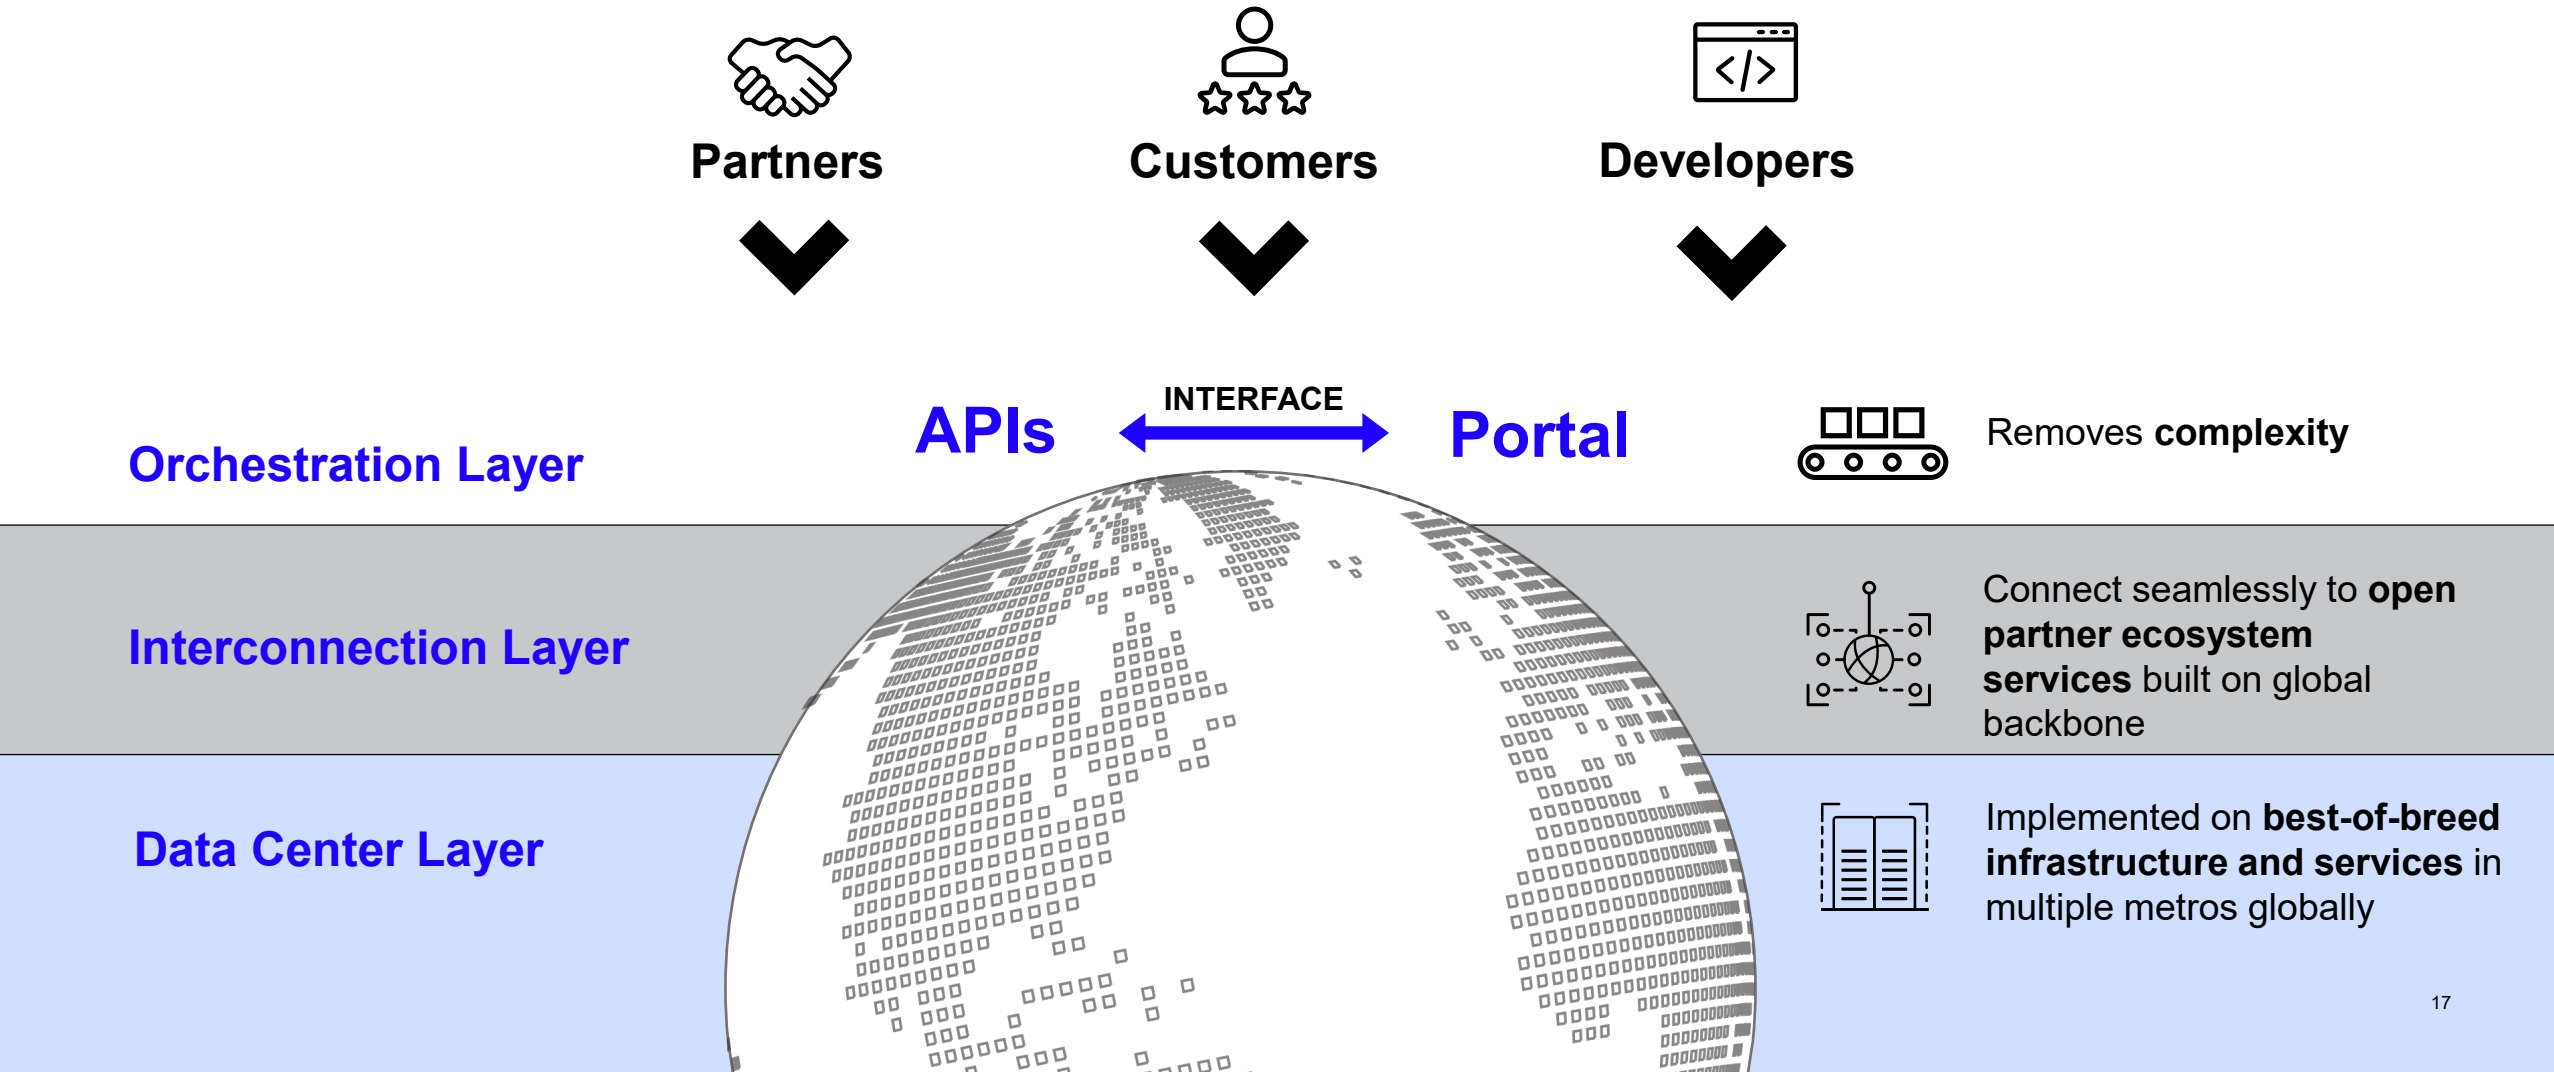 Partners
Customers
Developers
INTERFACE
APIs
Portal
Orchestration Layer
Removes complexity
Interconnection Layer
Connect seamlessly to open
partner ecosystem
services built on global
backbone
Data Center Layer
Implemented on best-of-breed
infrastructure and services in
multiple metros globally
17